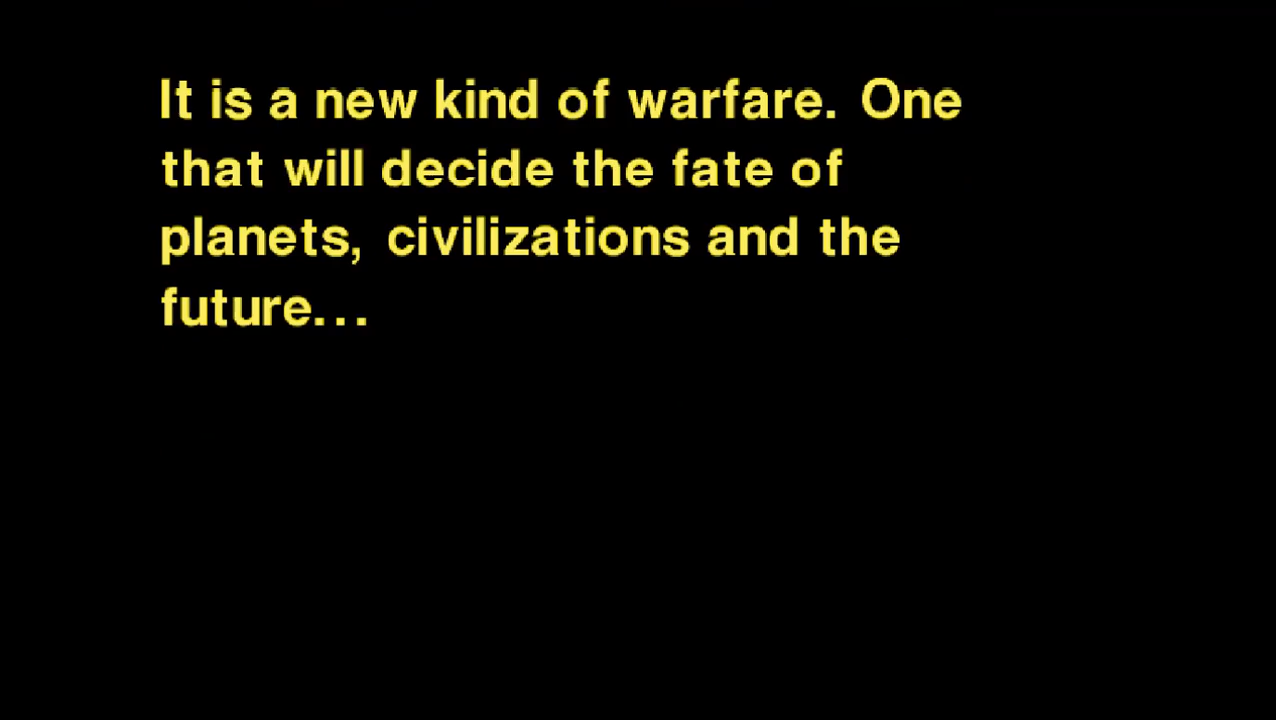 It is a new kind of warfare. One
that will decide the fate of
planets, civilizations and the
future...